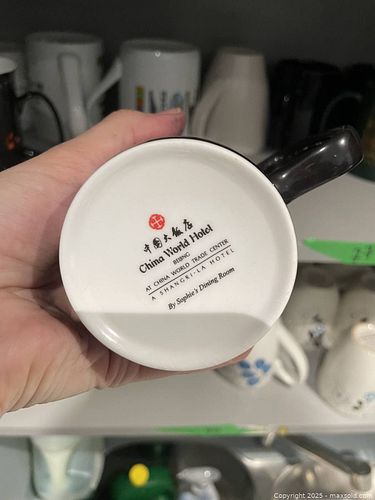 中國大飯店
China World Hotel
BEIJING
AT CHINA WORLD TRADE CENTER
A SHANGRI-LA HOTEL
By Sophie's Dining Room
Copyright 2025 - maxsold.com